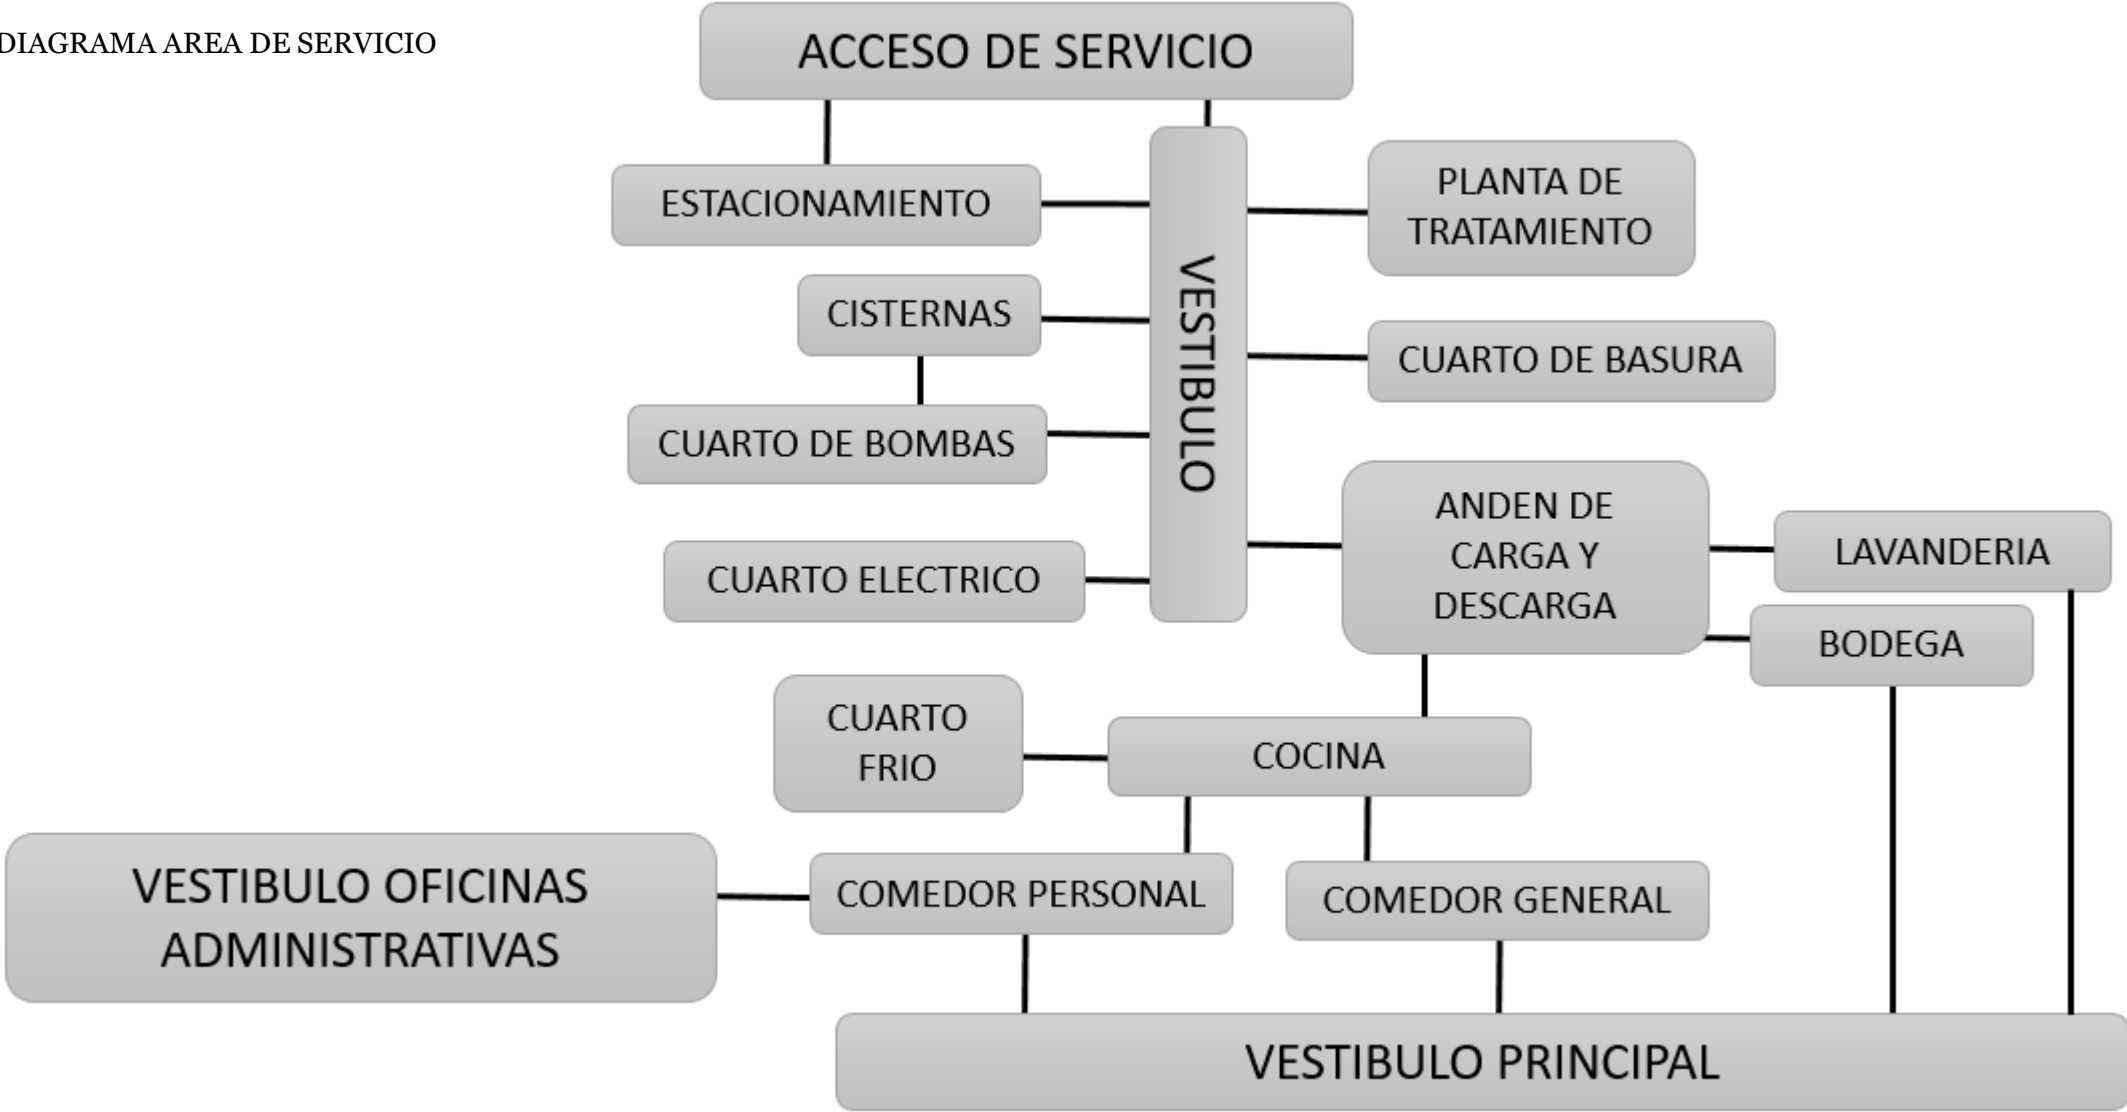 DIAGRAMA AREA DE SERVICIO
ACCESO DE SERVICIO
ESTACIONAMIENTO
PLANTA DE
TRATAMIENTO
VESTIBULO
CISTERNAS
CUARTO DE BASURA
CUARTO DE BOMBAS
ANDEN DE
CARGA Y
DESCARGA
LAVANDERIA
CUARTO ELECTRICO
BODEGA
CUARTO
FRIO
COCINA
VESTIBULO OFICINAS
ADMINISTRATIVAS
COMEDOR PERSONAL
COMEDOR GENERAL
VESTIBULO PRINCIPAL